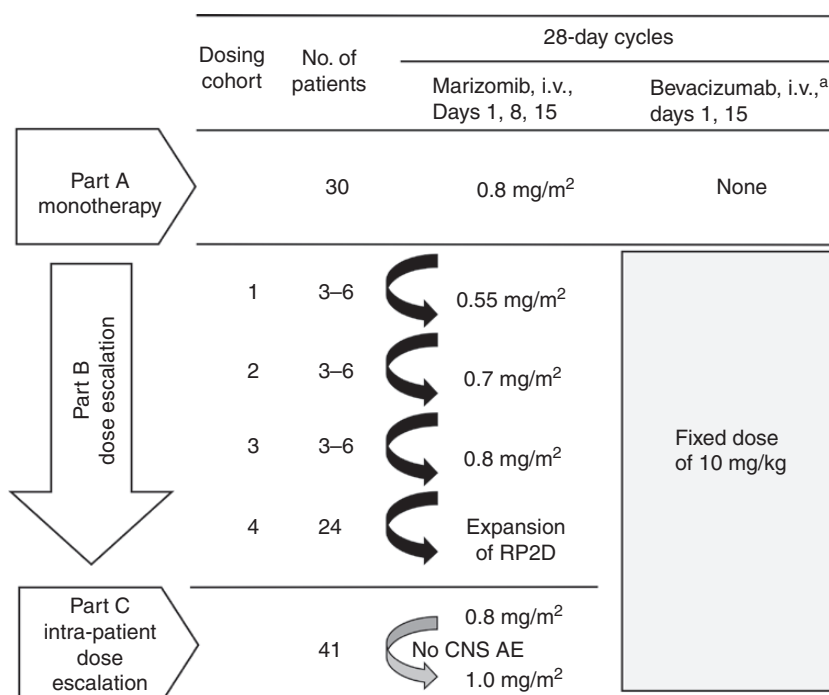 Dosing cohort
No. of patients
28-day cycles
Marizomib, i.v.,
Days 1, 8, 15
Bevacizumab, i.v.,a
days 1, 15
Part A
monotherapy
30
0.8 mg/m2
None
Part B
dose escalation
1
3–6
0.55 mg/m2
2
3–6
0.7 mg/m2
3
3–6
0.8 mg/m2
4
24
Expansion
of RP2D
Fixed dose
of 10 mg/kg
Part C
intra-patient
dose
escalation
41
0.8 mg/m2
No CNS AE
1.0 mg/m2